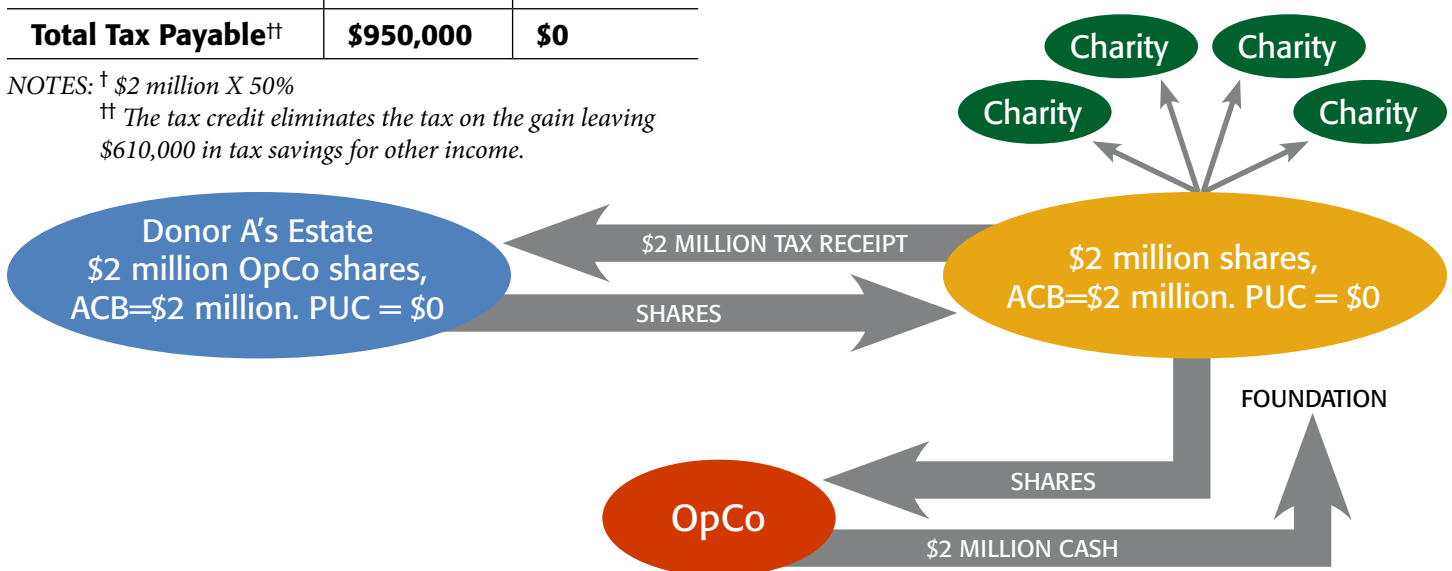 Total Tax Payable†† $950,000 $0
NOTES: † $2 million X 50%
†† The tax credit eliminates the tax on the gain leaving
$610,000 in tax savings for other income.
Charity
Charity
Charity
Charity
Donor A's Estate
$2 million OpCo shares,
ACB=$2 million. PUC = $0
$2 MILLION TAX RECEIPT
SHARES
$2 million shares,
ACB=$2 million. PUC = $0
FOUNDATION
SHARES
OpCo
$2 MILLION CASH